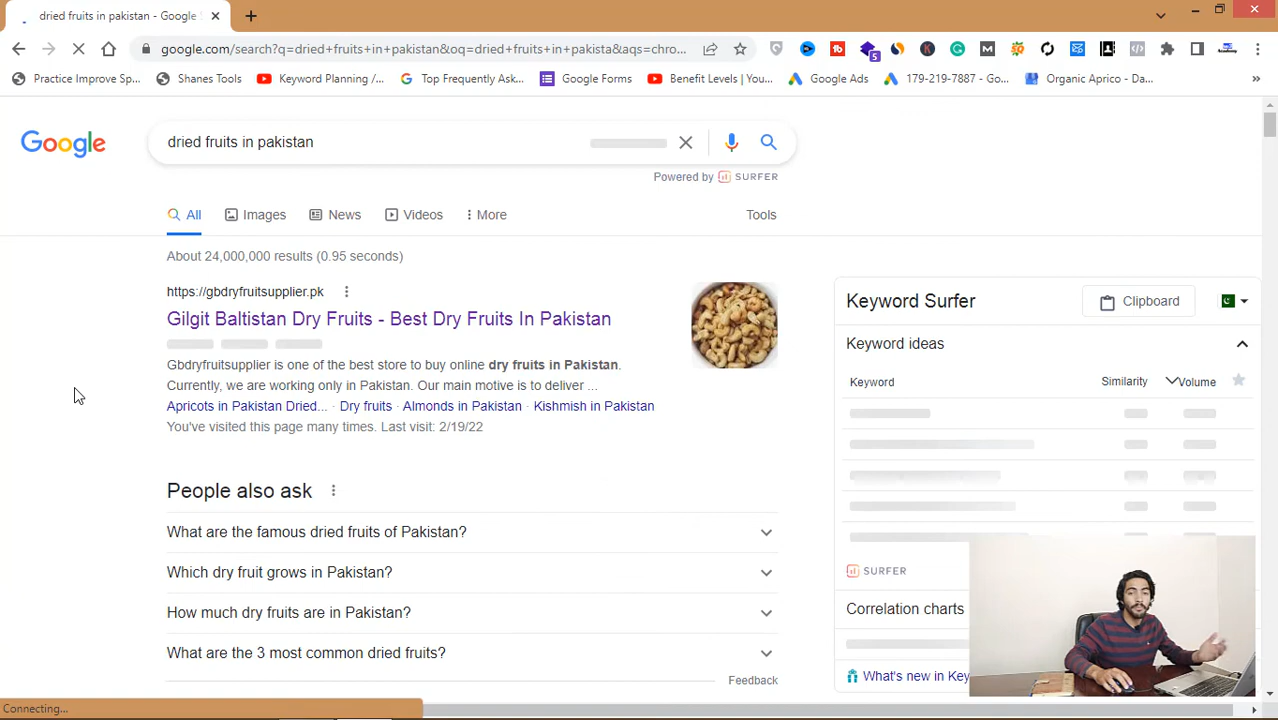 dried fruits in pakistan - Google
google.com/search?q=dried+fruits+in+pakistan&oq=dried+fruits+in+pakista&aqs=chro...
5
Practice Improve Sp...
Shanes Tools
Keyword Planning /...
Top Frequently Ask...
Google Forms
Benefit Levels | You...
Google Ads
179-219-7887 - Go...
Organic Aprico - Da...
»
Google
dried fruits in pakistan
Powered by SURFER
All
Images
News
Videos
More
Tools
About 24,000,000 results (0.95 seconds)
https://gbdryfruitsupplier.pk
Gilgit Baltistan Dry Fruits - Best Dry Fruits In Pakistan
Gbdryfruitsupplier is one of the best store to buy online dry fruits in Pakistan.
Currently, we are working only in Pakistan. Our main motive is to deliver ...
Apricots in Pakistan Dried... · Dry fruits · Almonds in Pakistan · Kishmish in Pakistan
You've visited this page many times. Last visit: 2/19/22
People also ask
What are the famous dried fruits of Pakistan?
Which dry fruit grows in Pakistan?
How much dry fruits are in Pakistan?
What are the 3 most common dried fruits?
Feedback
Keyword Surfer
Clipboard
Keyword ideas
Keyword
Similarity
Volume
SURFER
Correlation charts
What's new in Key
Connecting...